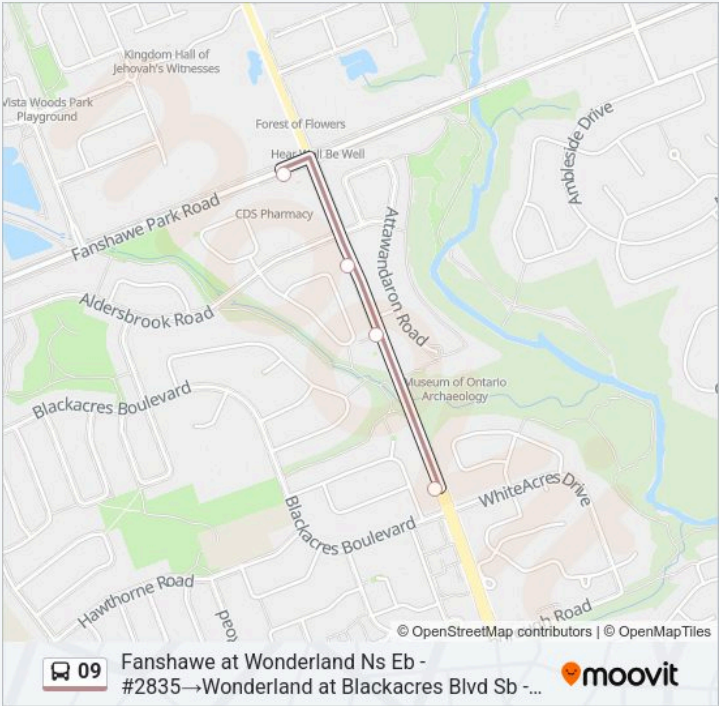 Kingdom Hall of
Jehovah's Witnesses
Vista Woods Park
Playground
Forest of Flowers
Hear Well Be Well
Ambleside Drive
CDS Pharmacy
Fanshawe Park Road
Attawandaron Road
Aldersbrook Road
Museum of Ontario
Archaeology
Blackacres Boulevard
WhiteAcres Drive
Blackacres Boulevard
Hawthorne Road
Road
© OpenStreetMap contributors | © OpenMapTiles
09
Fanshawe at Wonderland Ns Eb -
#2835→Wonderland at Blackacres Blvd Sb -...
moovit